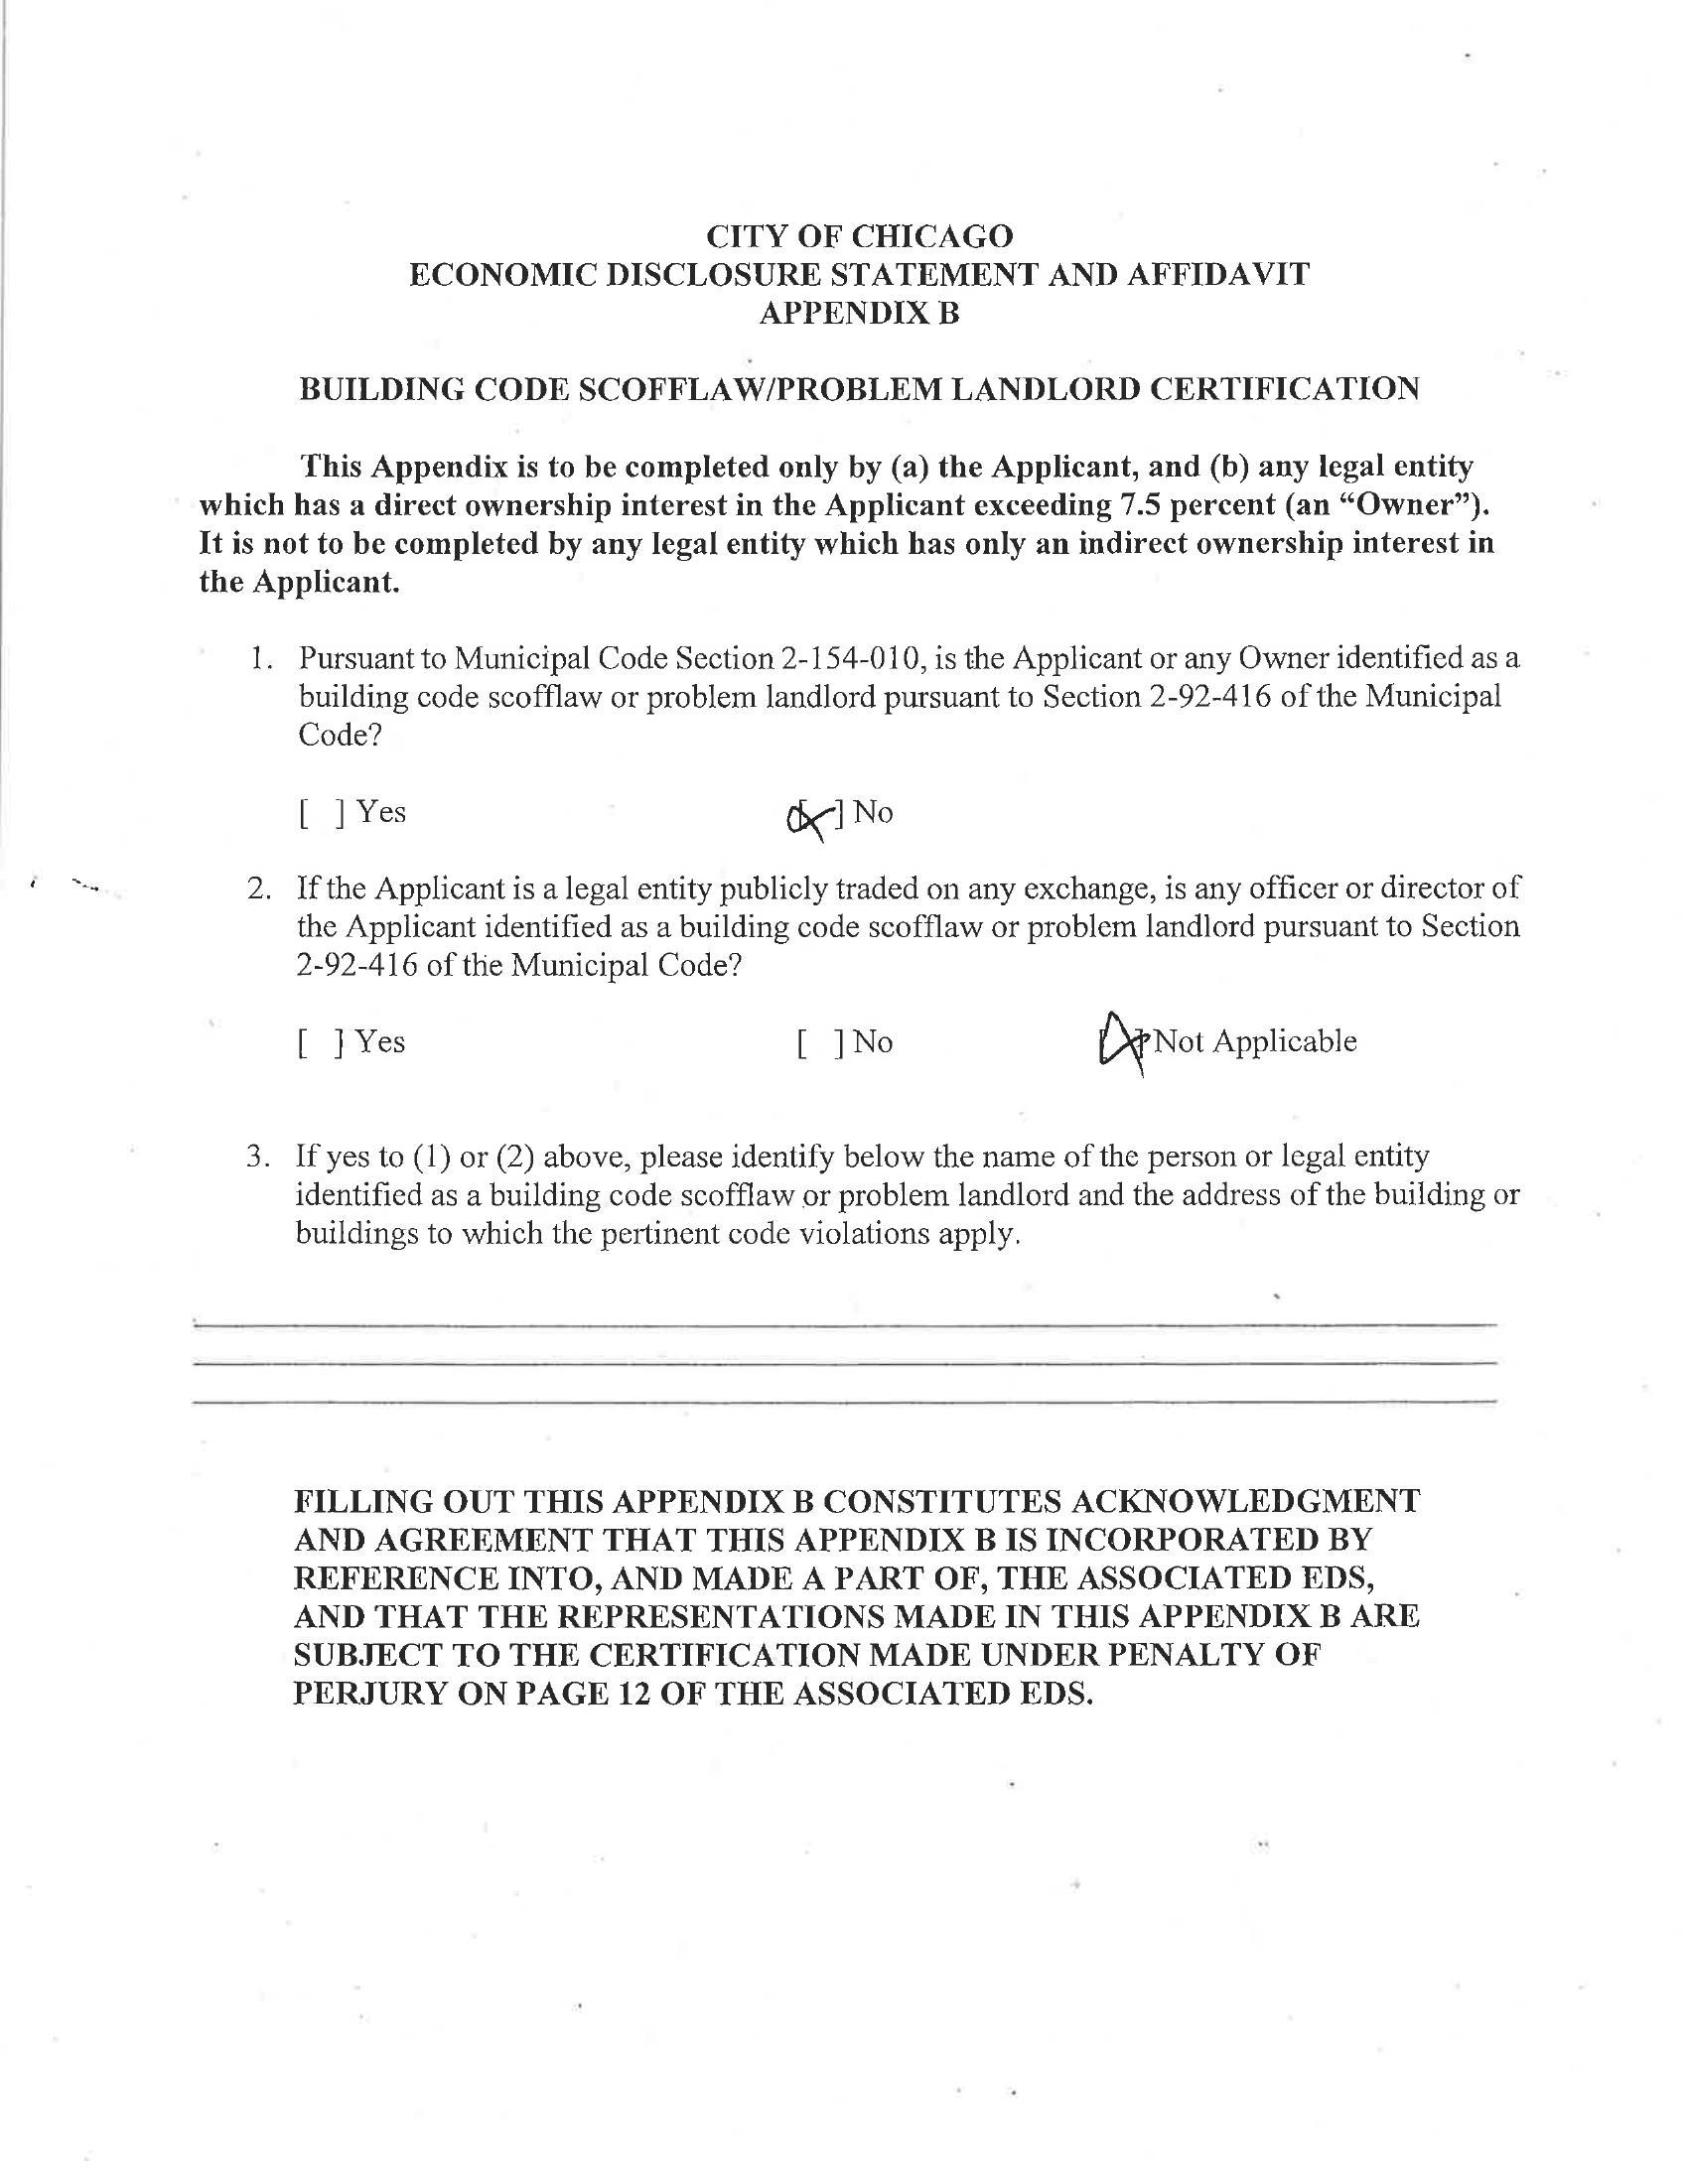 CITY OF CHICAGO
ECONOMIC DISCLOSURE STATEMENT AND AFFIDAVIT
APPENDIX B
BUILDING CODE SCOFFLAW/PROBLEM LANDLORD CERTIFICATION
This Appendix is to be completed only by (a) the Applicant, and (b) any legal entity
which has a direct ownership interest in the Applicant exceeding 7.5 percent (an “Owner”).
It is not to be completed by any legal entity which has only an indirect ownership interest in
the Applicant.
1. Pursuant to Municipal Code Section 2-154-010, is the Applicant or any Owner identified as a
building code scofflaw or problem landlord pursuant to Section 2-92-416 of the Municipal
Code?
[ ] Yes [X] No
2. If the Applicant is a legal entity publicly traded on any exchange, is any officer or director of
the Applicant identified as a building code scofflaw or problem landlord pursuant to Section
2-92-416 of the Municipal Code?
[ ] Yes [ ] No [X] Not Applicable
3. If yes to (1) or (2) above, please identify below the name of the person or legal entity
identified as a building code scofflaw or problem landlord and the address of the building or
buildings to which the pertinent code violations apply.
FILLING OUT THIS APPENDIX B CONSTITUTES ACKNOWLEDGMENT
AND AGREEMENT THAT THIS APPENDIX B IS INCORPORATED BY
REFERENCE INTO, AND MADE A PART OF, THE ASSOCIATED EDS,
AND THAT THE REPRESENTATIONS MADE IN THIS APPENDIX B ARE
SUBJECT TO THE CERTIFICATION MADE UNDER PENALTY OF
PERJURY ON PAGE 12 OF THE ASSOCIATED EDS.